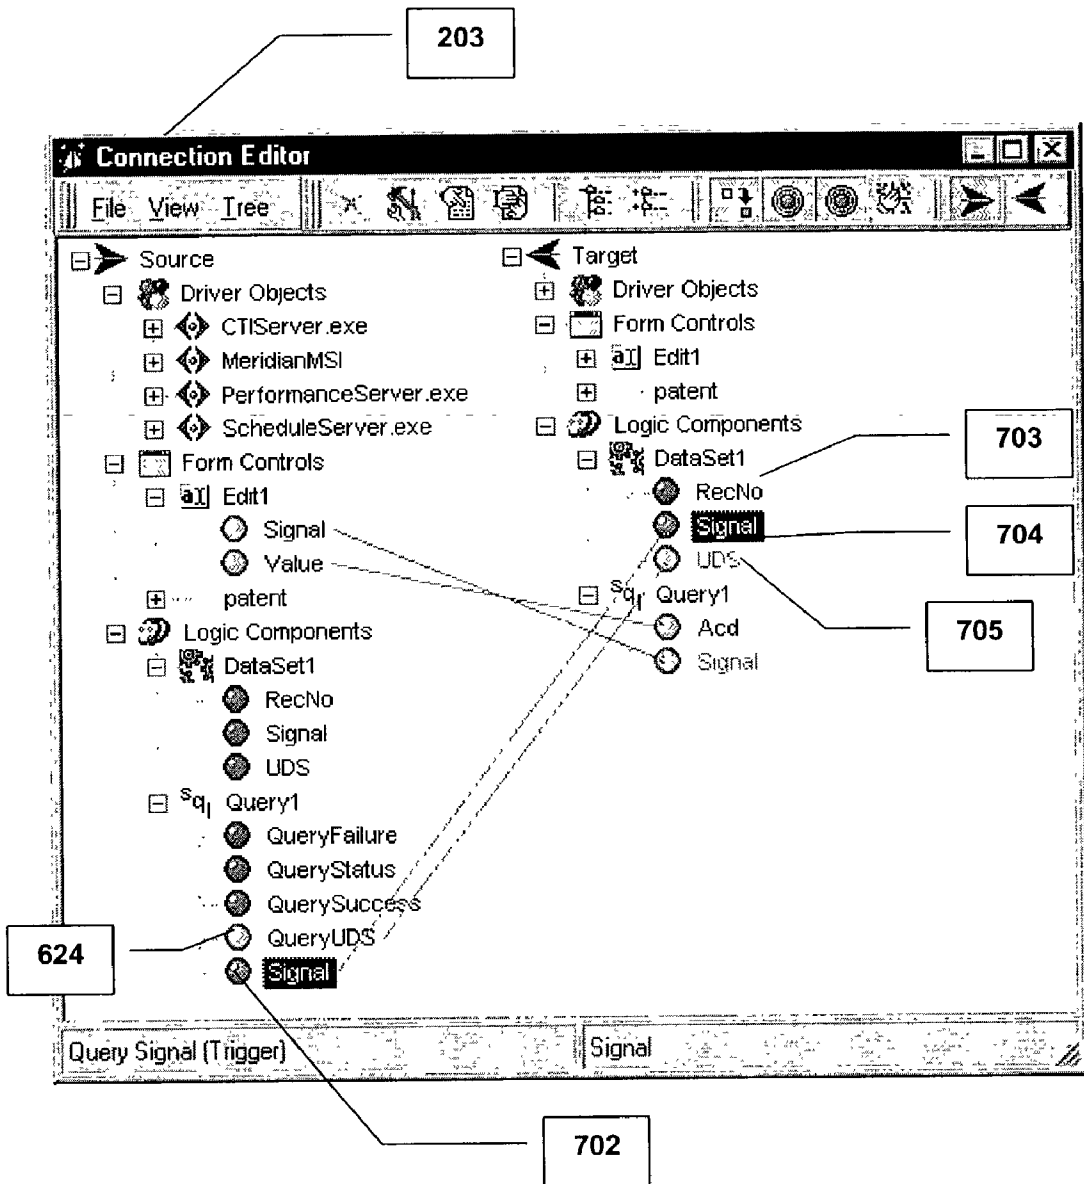 203
Connection Editor
File View Tree
Source
Driver Objects
CTIServer.exe
MeridianMSI
PerformanceServer.exe
ScheduleServer.exe
Form Controls
Edit1
Signal
Value
patent
Logic Components
DataSet1
RecNo
Signal
UDS
Sql Query1
QueryFailure
QueryStatus
QuerySuccess
QueryUDS
Signal
Target
Driver Objects
Form Controls
Edit1
patent
Logic Components
DataSet1
RecNo
Signal
UDS
Sql Query1
Acd
Signal
703
704
705
624
Query Signal (Trigger)
Signal
702